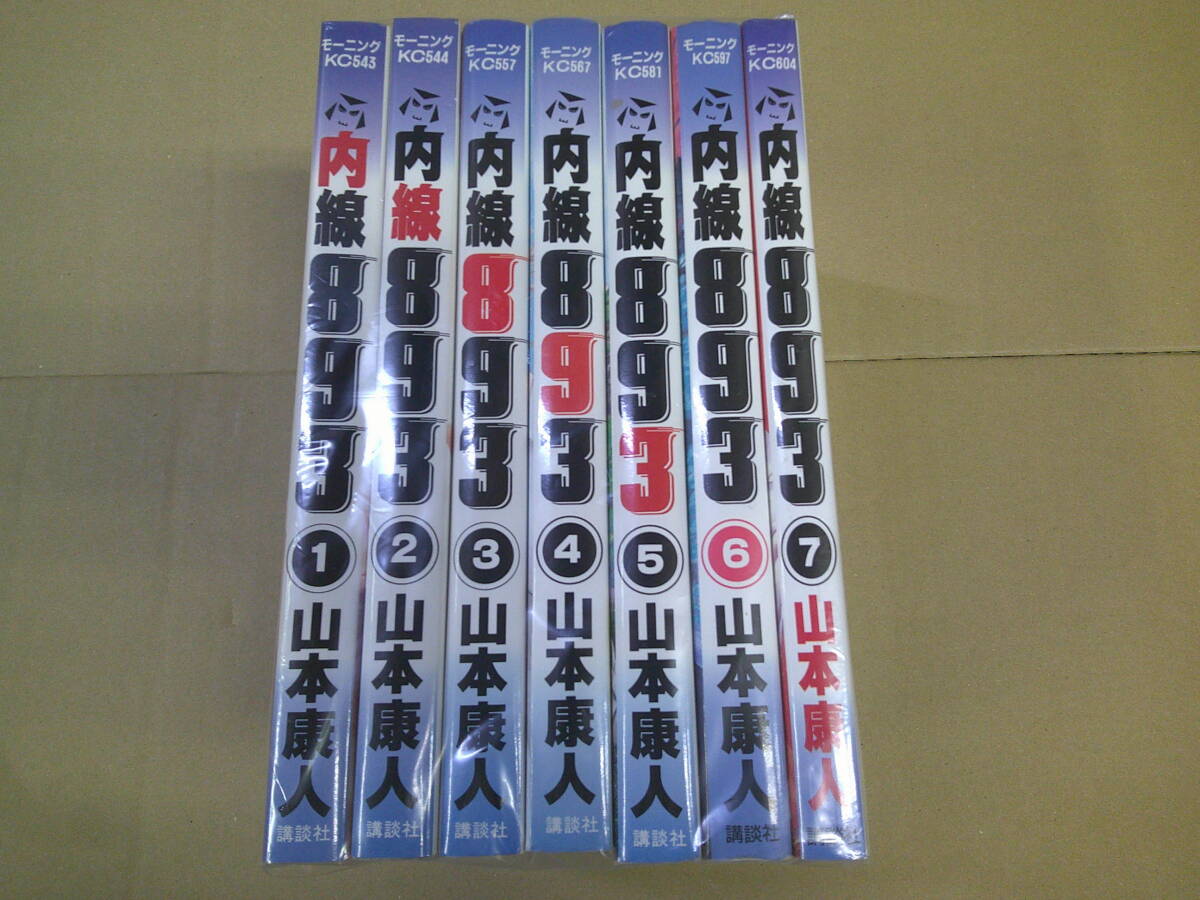 モーニング
KC543
内線893
1
山本康人
講談社
モーニング
KC544
内線893
2
山本康人
講談社
モーニング
KC557
内線893
3
山本康人
講談社
モーニング
KC567
内線893
4
山本康人
講談社
モーニング
KC581
内線893
5
山本康人
講談社
モーニング
KC597
内線893
6
山本康人
講談社
モーニング
KC604
内線893
7
山本康人
講談社